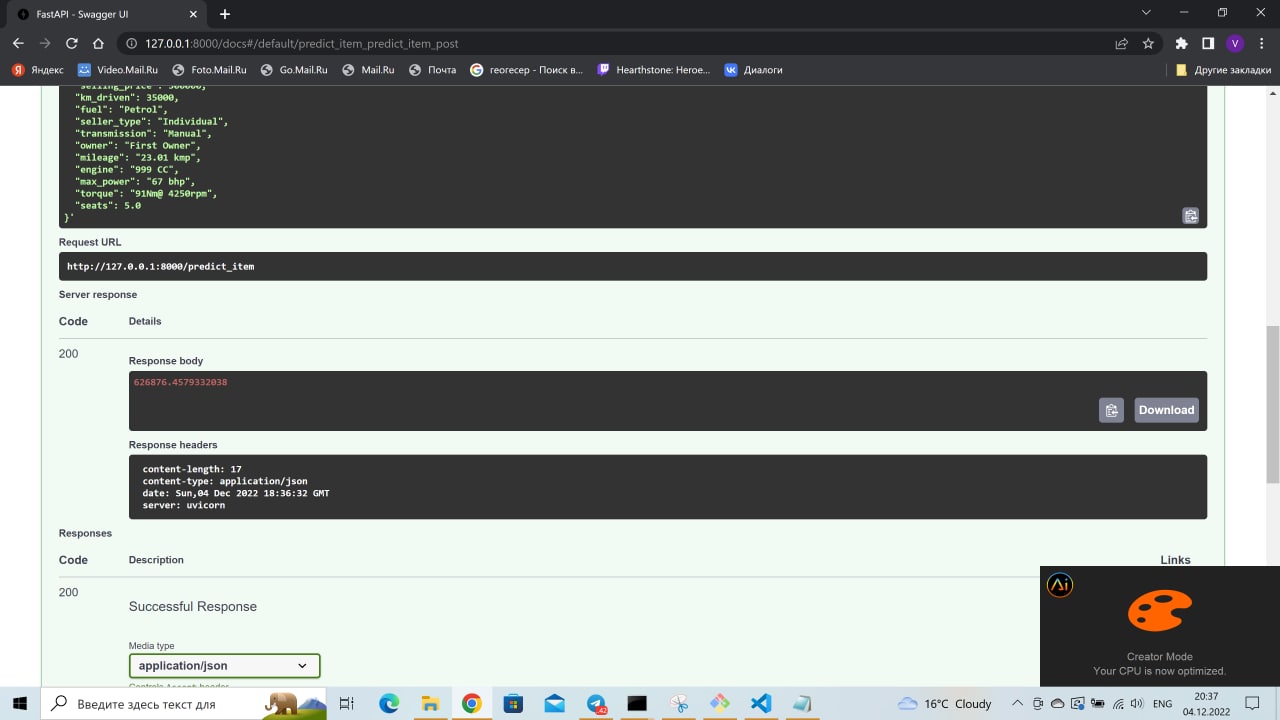 FastAPI - Swagger UI
127.0.0.1:8000/docs#/default/predict_item_predict_item_post
V
Яндекс Video.Mail.Ru Foto.Mail.Ru Go.Mail.Ru Mail.Ru Почта георесер - Поиск в... Hearthstone: Heroe... Диалоги Другие закладки
"selling_price": 500000,
"km_driven": 35000,
"fuel": "Petrol",
"seller_type": "Individual",
"transmission": "Manual",
"owner": "First Owner",
"mileage": "23.01 kmp",
"engine": "999 CC",
"max_power": "67 bhp",
"torque": "91Nm@ 4250rpm",
"seats": 5.0
}'
Request URL
http://127.0.0.1:8000/predict_item
Server response
Code Details
200
Response body
626876.4579332038
Download
Response headers
content-length: 17
content-type: application/json
date: Sun,04 Dec 2022 18:36:32 GMT
server: uvicorn
Responses
Code Description Links
200
Successful Response
Media type
application/json
Controls Accept header.
Ai
Creator Mode
Your CPU is now optimized.
Введите здесь текст для
42
16°C Cloudy
ENG
20:37
04.12.2022